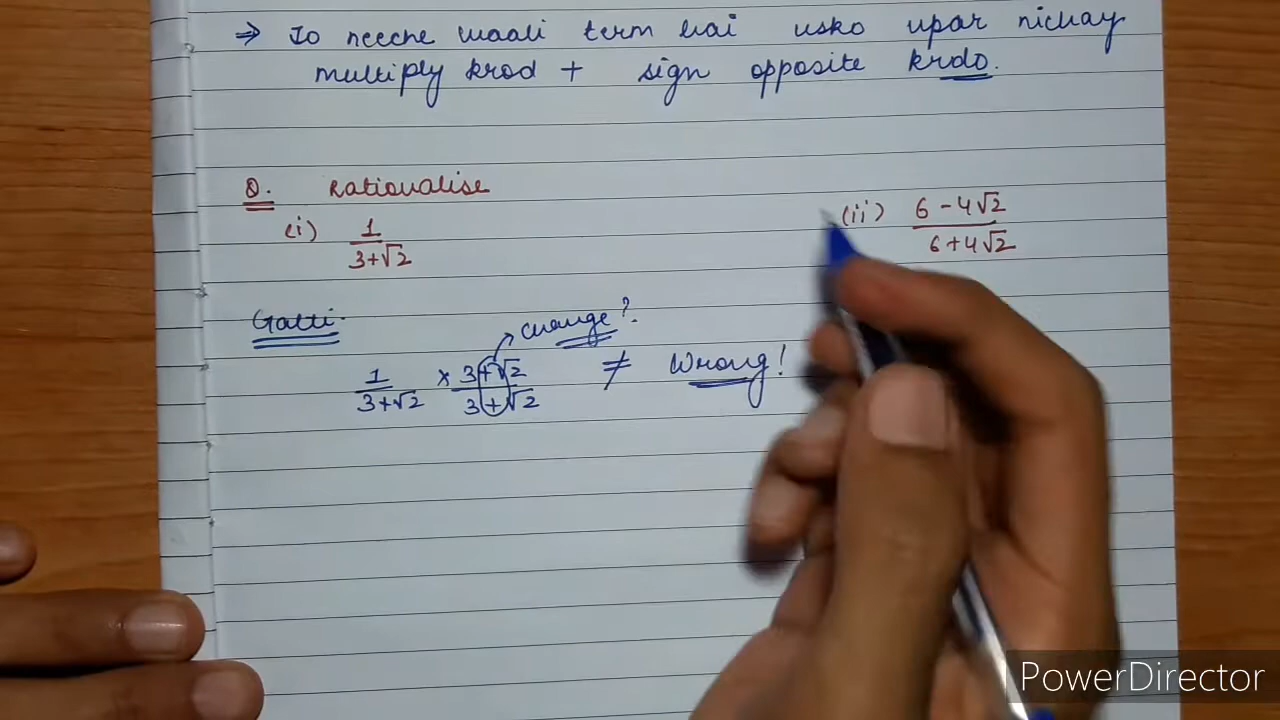 ⇒ Jo neeche waali term hai usko upar nichay
multiply krod + sign opposite krdo.
Q. Rationalise
(i) 1/(3+√2)
(ii) (6-4√2)/(6+4√2)
Galti.
change?
1/(3+√2) × (3+√2)/(3+√2) ≠ Wrong!
PowerDirector